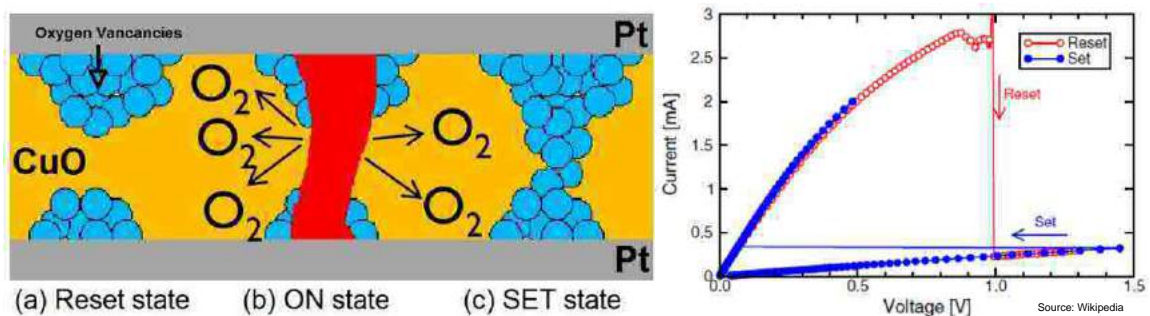 Oxygen Vancancies
Pt
O2
O2
O2
O2
O2
CuO
Pt
(a) Reset state
(b) ON state
(c) SET state
3
2.5
2
1.5
1
0.5
0
Current [mA]
Reset
Set
Reset
Set
0.0
0.5
1.0
1.5
Voltage [V]
Source: Wikipedia